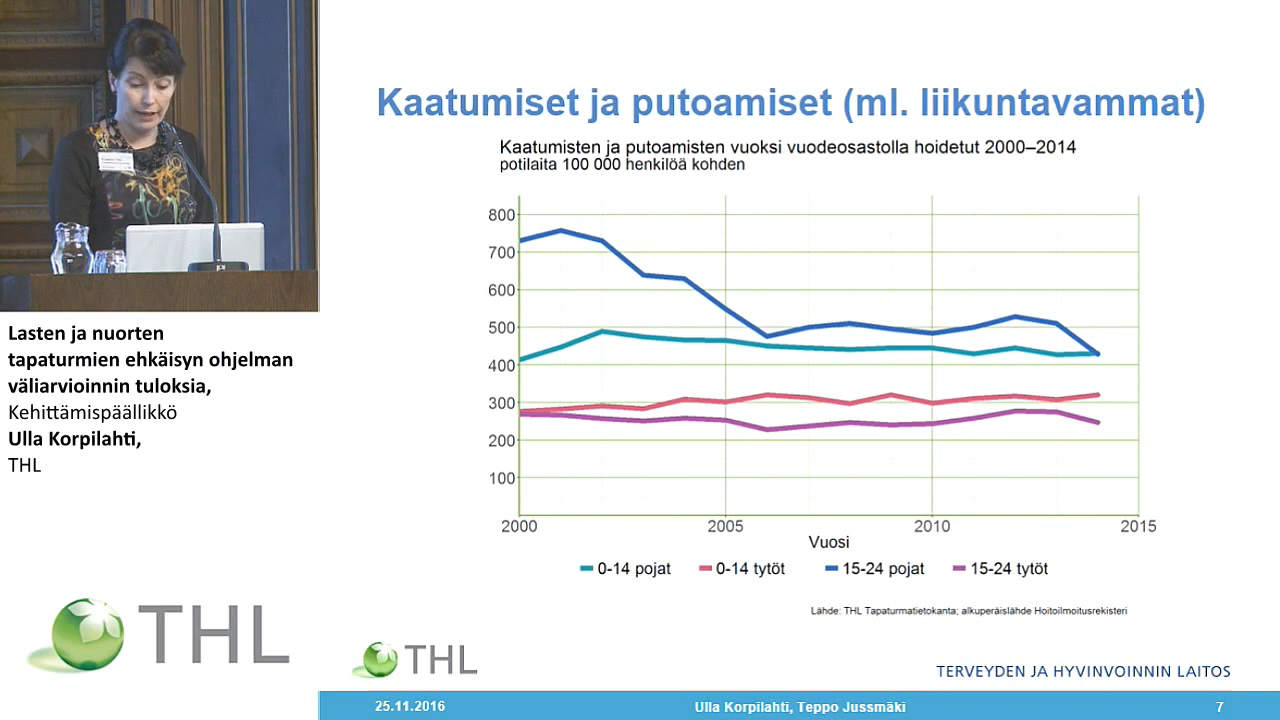 Kaatumiset ja putoamiset (ml. liikuntavammat)
Kaatumisten ja putoamisten vuoksi vuodeosastolla hoidetut 2000–2014
potilaita 100 000 henkilöä kohden
800
700
600
500
400
300
200
100
2000
2005
2010
2015
Vuosi
0-14 pojat
0-14 tytöt
15-24 pojat
15-24 tytöt
Lähde: THL Tapaturmatietokanta; alkuperäislähde Hoitoilmoitusrekisteri
Lasten ja nuorten
tapaturmien ehkäisyn ohjelman
väliarvioinnin tuloksia,
Kehittämispäällikkö
Ulla Korpilahti,
THL
THL
THL
TERVEYDEN JA HYVINVOINNIN LAITOS
25.11.2016
Ulla Korpilahti, Teppo Jussmäki
7